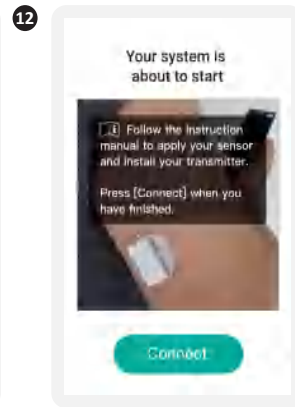 12
Your system is
about to start
Follow the instruction
manual to apply your sensor
and install your transmitter.
Press [Connect] when you
have finished.
Connect